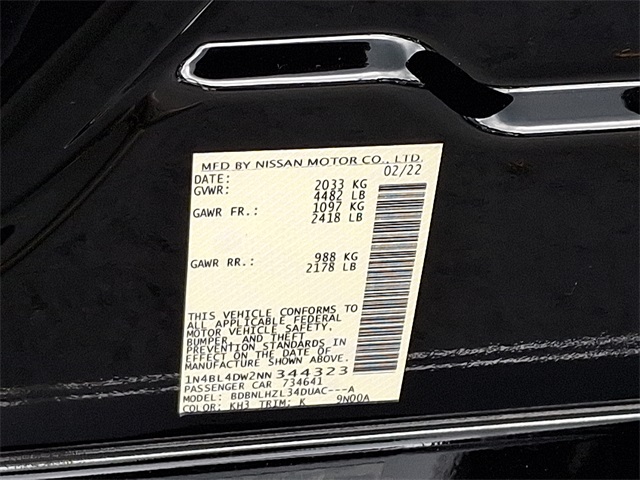 MFD BY NISSAN MOTOR CO., LTD.
DATE: 02/22
GVWR: 2033 KG
4482 LB
GAWR FR.: 1097 KG
2418 LB
GAWR RR.: 988 KG
2178 LB
THIS VEHICLE CONFORMS TO
ALL APPLICABLE FEDERAL
MOTOR VEHICLE SAFETY,
BUMPER, AND THEFT
PREVENTION STANDARDS IN
EFFECT ON THE DATE OF
MANUFACTURE SHOWN ABOVE.
1N4BL4DW2NN344323
PASSENGER CAR 734641
MODEL: BDBNLHZL34DUAC---A
COLOR: KH3 TRIM: K 9N00A